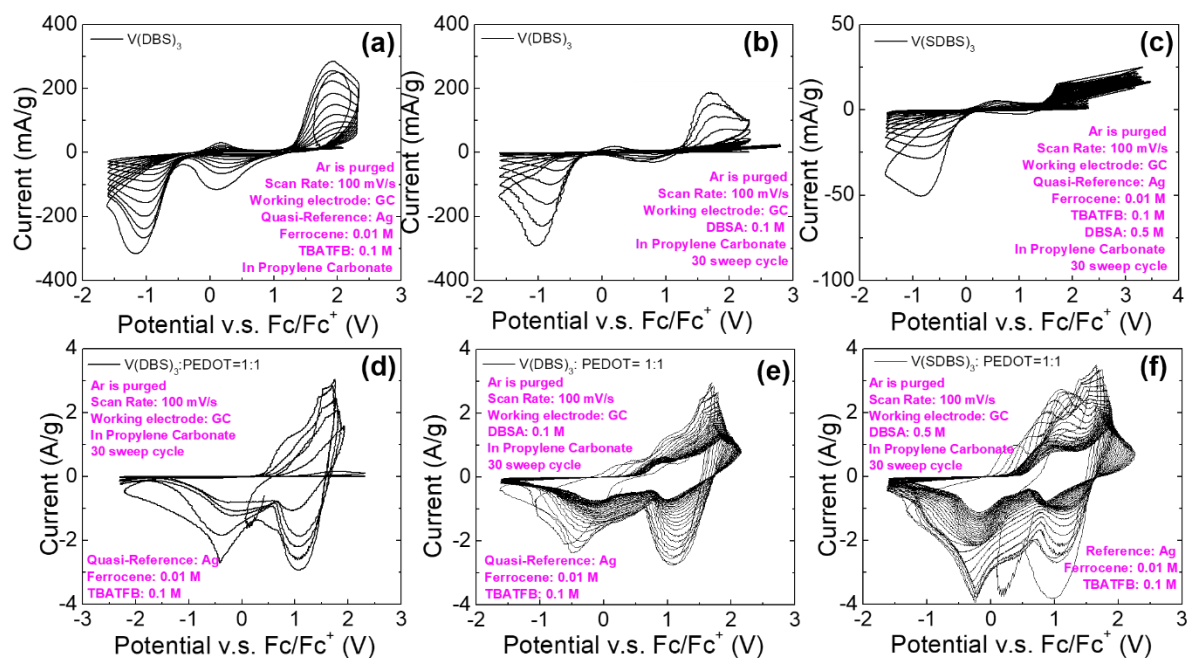 V(DBS)3
(a)
400
200
0
-200
400
Current (mA/g)
Ar is purged
Scan Rate: 100 mV/s
Working electrode: GC
Quasi-Reference: Ag
Ferrocene: 0.01 M
TBATFB: 0.1 M
In Propylene Carbonate
-2 -1 0 1 2 3
Potential v.s. Fc/Fc+ (V)
V(DBS)3
(b)
400
200
0
-200
400
Current (mA/g)
Ar is purged
Scan Rate: 100 mV/s
Working electrode: GC
DBSA: 0.1 M
In Propylene Carbonate
30 sweep cycle
-2 -1 0 1 2 3
Potential v.s. Fc/Fc+ (V)
V(SDBS)3
(c)
50
0
-50
-100
Current (mA/g)
Ar is purged
Scan Rate: 100 mV/s
Working electrode: GC
Quasi-Reference: Ag
Ferrocene: 0.01 M
TBATFB: 0.1 M
DBSA: 0.5 M
In Propylene Carbonate
30 sweep cycle
-2 -1 0 1 2 3 4
Potential v.s. Fc/Fc+ (V)
V(DBS)3:PEDOT=1:1
(d)
4
2
0
-2
-4
Current (A/g)
Ar is purged
Scan Rate: 100 mV/s
Working electrode: GC
In Propylene Carbonate
30 sweep cycle
Quasi-Reference: Ag
Ferrocene: 0.01 M
TBATFB: 0.1 M
-3 -2 -1 0 1 2 3
Potential v.s. Fc/Fc+ (V)
V(DBS)3: PEDOT= 1:1
(e)
4
2
0
-2
-4
Current (A/g)
Ar is purged
Scan Rate: 100 mV/s
Working electrode: GC
DBSA: 0.1 M
In Propylene Carbonate
30 sweep cycle
Quasi-Reference: Ag
Ferrocene: 0.01 M
TBATFB: 0.1 M
-2 -1 0 1 2 3
Potential v.s. Fc/Fc+ (V)
V(SDBS)3: PEDOT=1:1
(f)
4
2
0
-2
-4
Current (A/g)
Ar is purged
Scan Rate: 100 mV/s
Working electrode: GC
DBSA: 0.5 M
In Propylene Carbonate
30 sweep cycle
Reference: Ag
Ferrocene: 0.01 M
TBATFB: 0.1 M
-2 -1 0 1 2 3
Potential v.s. Fc/Fc+ (V)